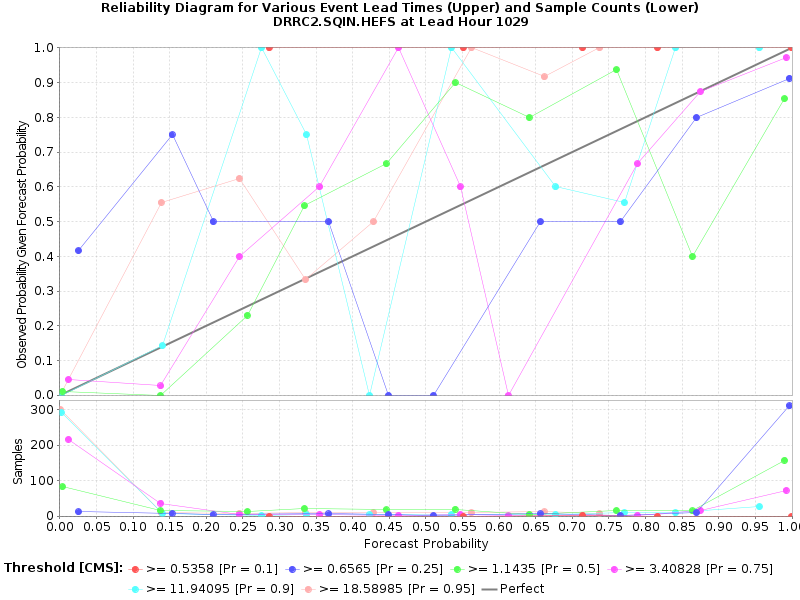 Reliability Diagram for Various Event Lead Times (Upper) and Sample Counts (Lower)
DRRC2.SQIN.HEFS at Lead Hour 1029
Observed Probability Given Forecast Probability
1.0
0.9
0.8
0.7
0.6
0.5
0.4
0.3
0.2
0.1
0.0
Samples
300
200
100
0
0.00 0.05 0.10 0.15 0.20 0.25 0.30 0.35 0.40 0.45 0.50 0.55 0.60 0.65 0.70 0.75 0.80 0.85 0.90 0.95 1.00
Forecast Probability
Threshold [CMS]: >= 0.5358 [Pr = 0.1] >= 0.6565 [Pr = 0.25] >= 1.1435 [Pr = 0.5] >= 3.40828 [Pr = 0.75]
>= 11.94095 [Pr = 0.9] >= 18.58985 [Pr = 0.95] Perfect